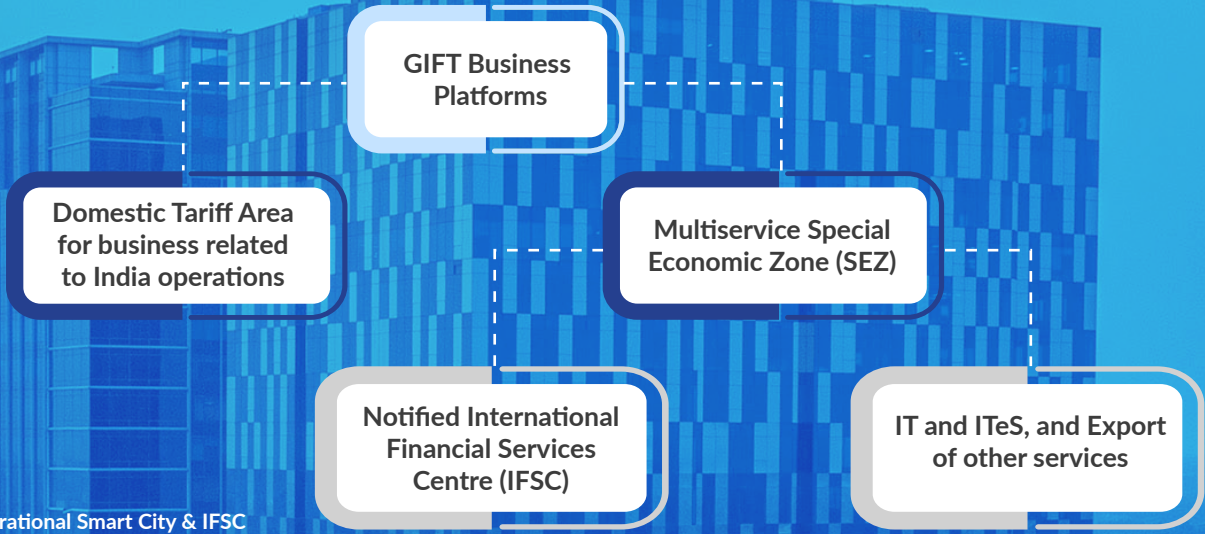 GIFT Business
Platforms
Domestic Tariff Area
for business related
to India operations
Multiservice Special
Economic Zone (SEZ)
Notified International
Financial Services
Centre (IFSC)
IT and ITeS, and Export
of other services
Smart City & IFSC